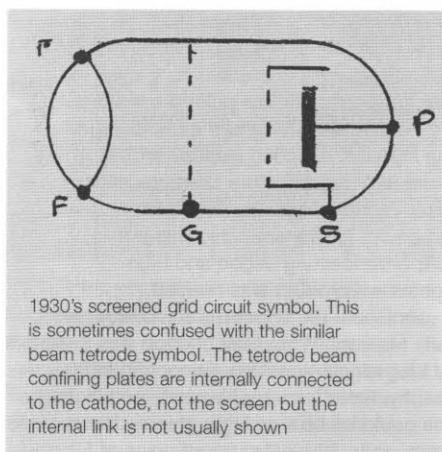 F
P
F
G
S
1930's screened grid circuit symbol. This
is sometimes confused with the similar
beam tetrode symbol. The tetrode beam
confining plates are internally connected
to the cathode, not the screen but the
internal link is not usually shown